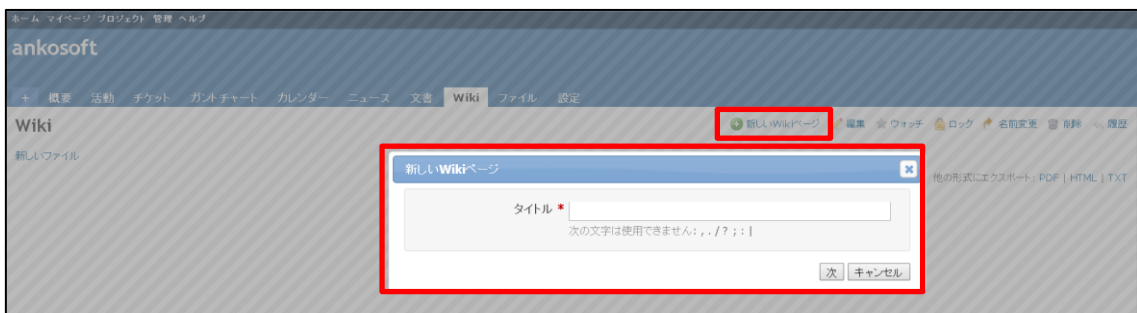 ホーム マイページ プロジェクト 管理 ヘルプ
ankosoft
+ 概要 活動 チケット ガントチャート カレンダー ニュース 文書 Wiki ファイル 設定
Wiki
新しいWikiページ 編集 ウォッチ ロック 名前変更 削除 履歴
新しいファイル
新しいWikiページ
他の形式にエクスポート: PDF | HTML | TXT
タイトル *
次の文字は使用できません: , . / ? ; : |
次 キャンセル